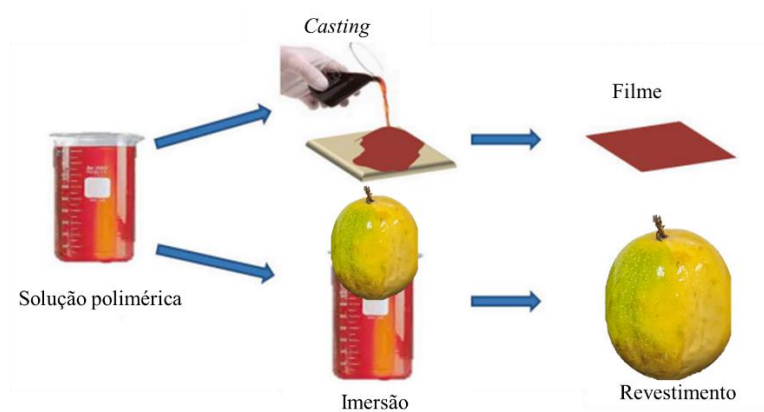 Casting
Filme
Solução polimérica
Imersão
Revestimento